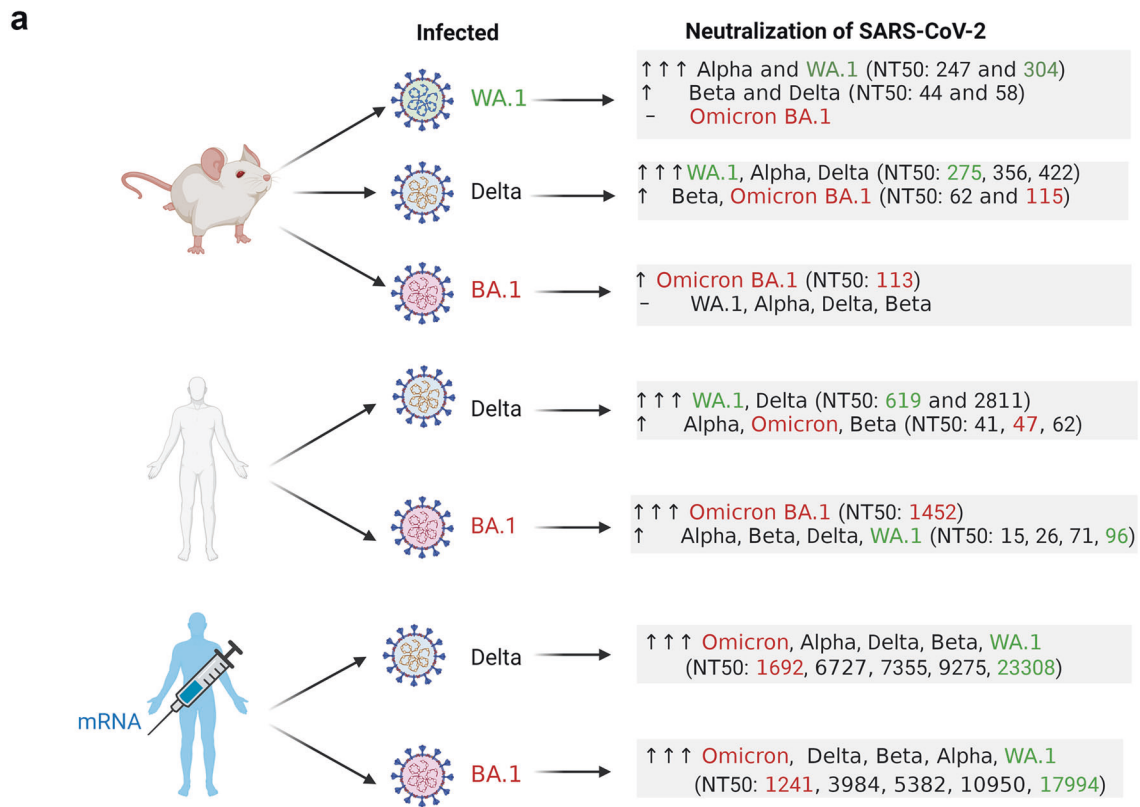 a
Infected
Neutralization of SARS-CoV-2
WA.1
↑↑↑ Alpha and WA.1 (NT50: 247 and 304)
↑ Beta and Delta (NT50: 44 and 58)
– Omicron BA.1
Delta
↑↑↑WA.1, Alpha, Delta (NT50: 275, 356, 422)
↑ Beta, Omicron BA.1 (NT50: 62 and 115)
BA.1
↑ Omicron BA.1 (NT50: 113)
– WA.1, Alpha, Delta, Beta
Delta
↑↑↑ WA.1, Delta (NT50: 619 and 2811)
↑ Alpha, Omicron, Beta (NT50: 41, 47, 62)
BA.1
↑↑↑ Omicron BA.1 (NT50: 1452)
↑ Alpha, Beta, Delta, WA.1 (NT50: 15, 26, 71, 96)
mRNA
Delta
↑↑↑ Omicron, Alpha, Delta, Beta, WA.1
(NT50: 1692, 6727, 7355, 9275, 23308)
BA.1
↑↑↑ Omicron, Delta, Beta, Alpha, WA.1
(NT50: 1241, 3984, 5382, 10950, 17994)